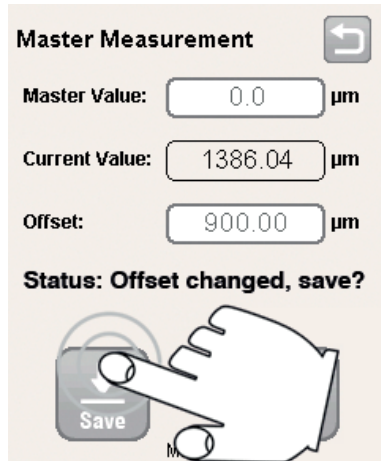 Master Measurement
Master Value: 0.0 µm
Current Value: 1386.04 µm
Offset: 900.00 µm
Status: Offset changed, save?
Save